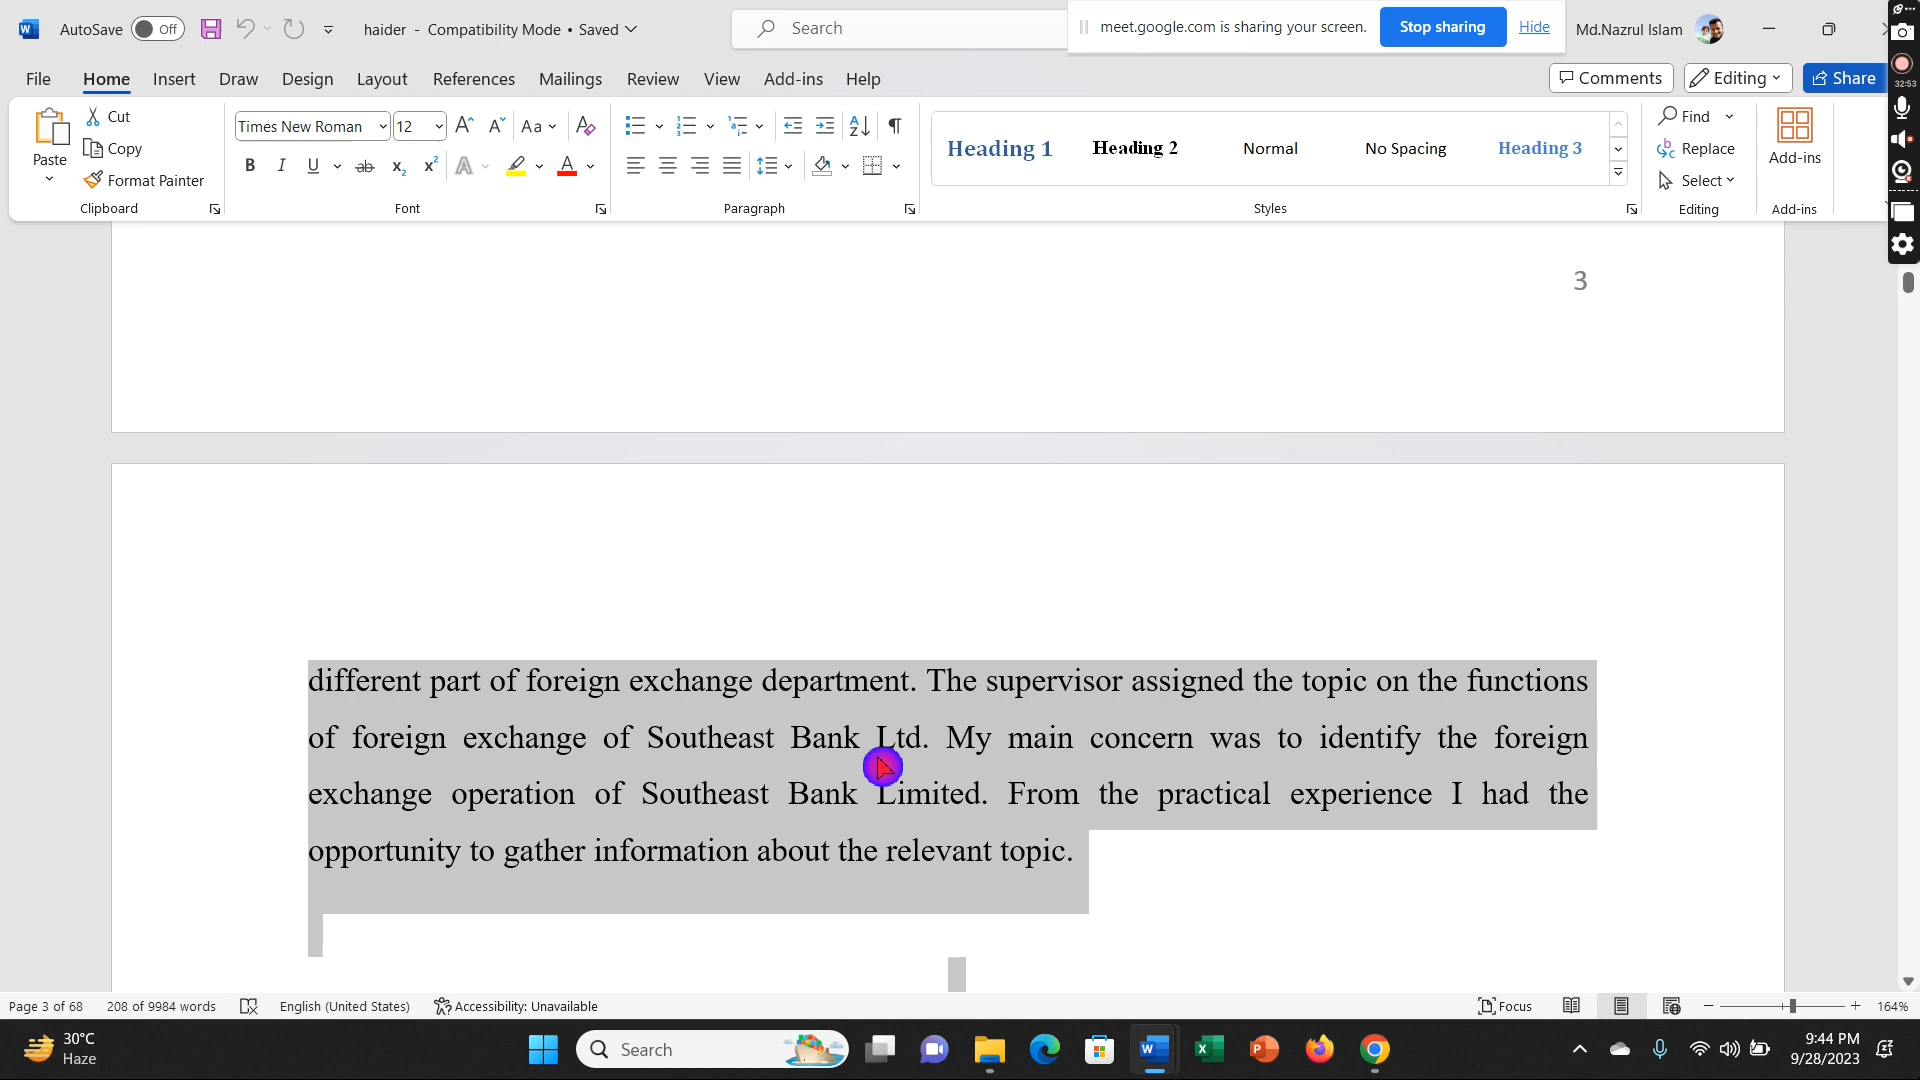 AutoSave Off haider - Compatibility Mode • Saved Search meet.google.com is sharing your screen. Stop sharing Hide Md.Nazrul Islam
File Home Insert Draw Design Layout References Mailings Review View Add-ins Help Comments Editing Share
32:53
Paste Cut Copy Format Painter
Clipboard
Times New Roman 12
Font
Paragraph
Heading 1 Heading 2 Normal No Spacing Heading 3
Styles
Find
Replace
Select
Editing
Add-ins
Add-ins
3
different part of foreign exchange department. The supervisor assigned the topic on the functions
of foreign exchange of Southeast Bank Ltd. My main concern was to identify the foreign
exchange operation of Southeast Bank Limited. From the practical experience I had the
opportunity to gather information about the relevant topic.
Page 3 of 68 208 of 9984 words English (United States) Accessibility: Unavailable Focus 164%
30°C
Haze
Search
9:44 PM
9/28/2023